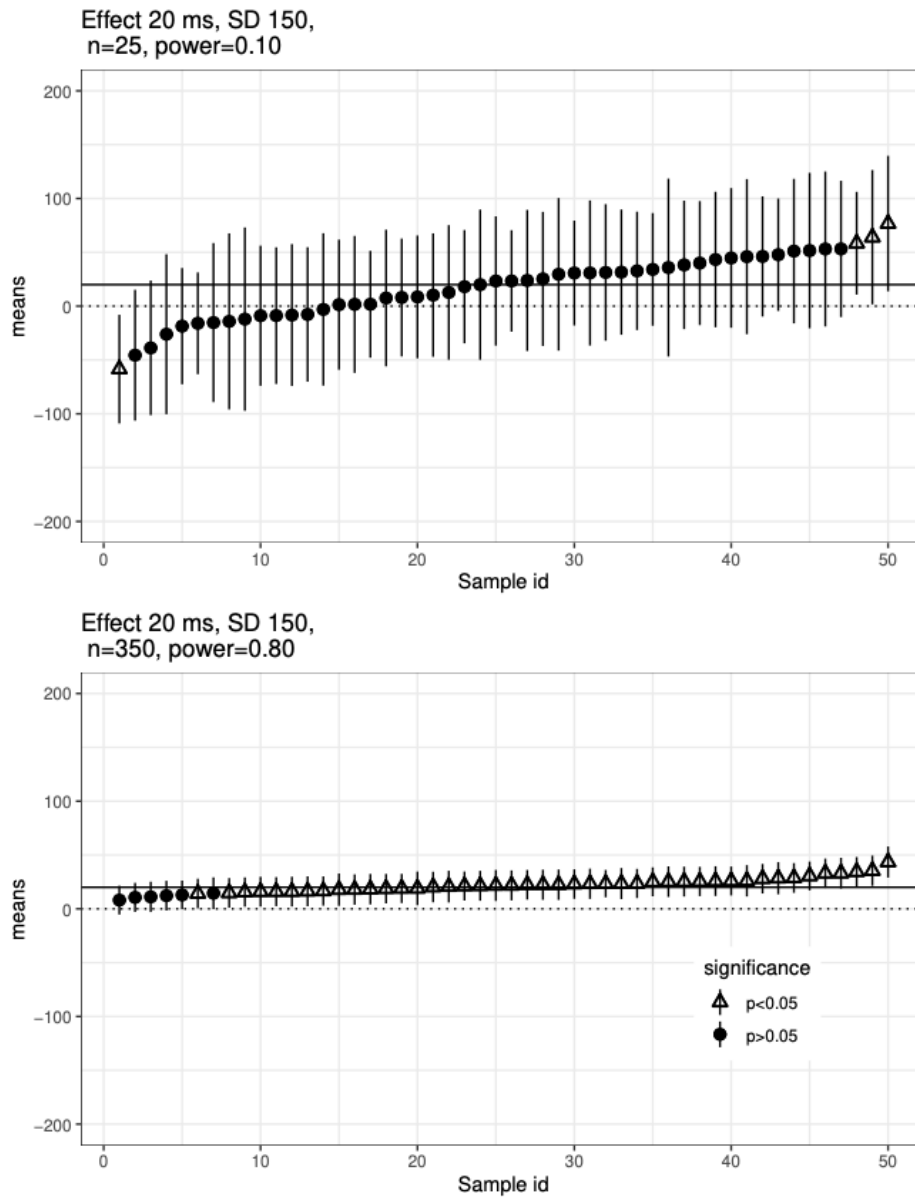 Effect 20 ms, SD 150,
n=25, power=0.10
200
100
0
−100
−200
means
0 10 20 30 40 50
Sample id
Effect 20 ms, SD 150,
n=350, power=0.80
200
100
0
−100
−200
means
significance
p<0.05
p>0.05
0 10 20 30 40 50
Sample id